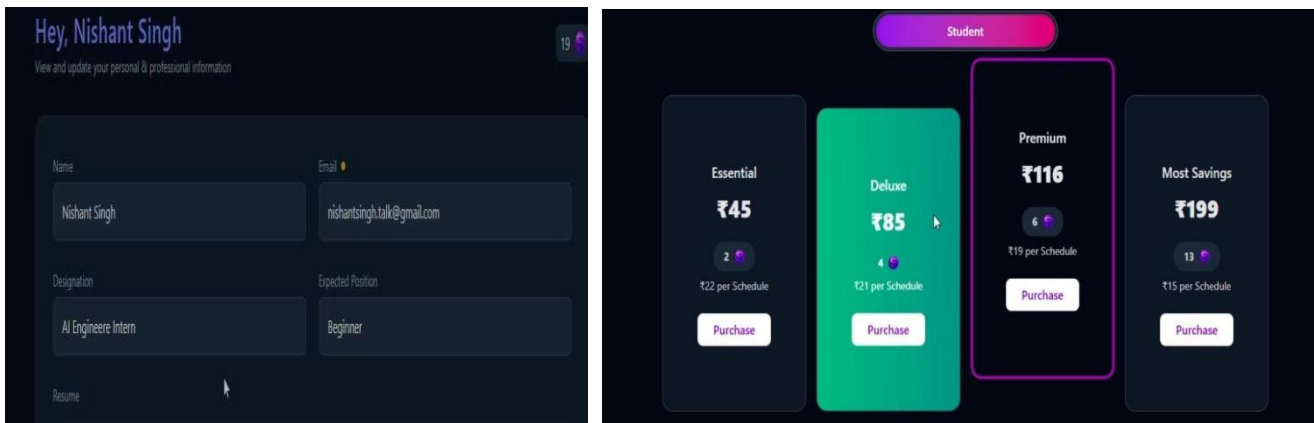 Hey, Nishant Singh
19
View and update your personal & professional information
Name
Email
Nishant Singh
nishantsingh.talk@gmail.com
Designation
Expected Position
AI Engineere Intern
Beginner
Resume
Student
Essential
₹45
2
₹22 per Schedule
Purchase
Deluxe
₹85
4
₹21 per Schedule
Purchase
Premium
₹116
6
₹19 per Schedule
Purchase
Most Savings
₹199
13
₹15 per Schedule
Purchase